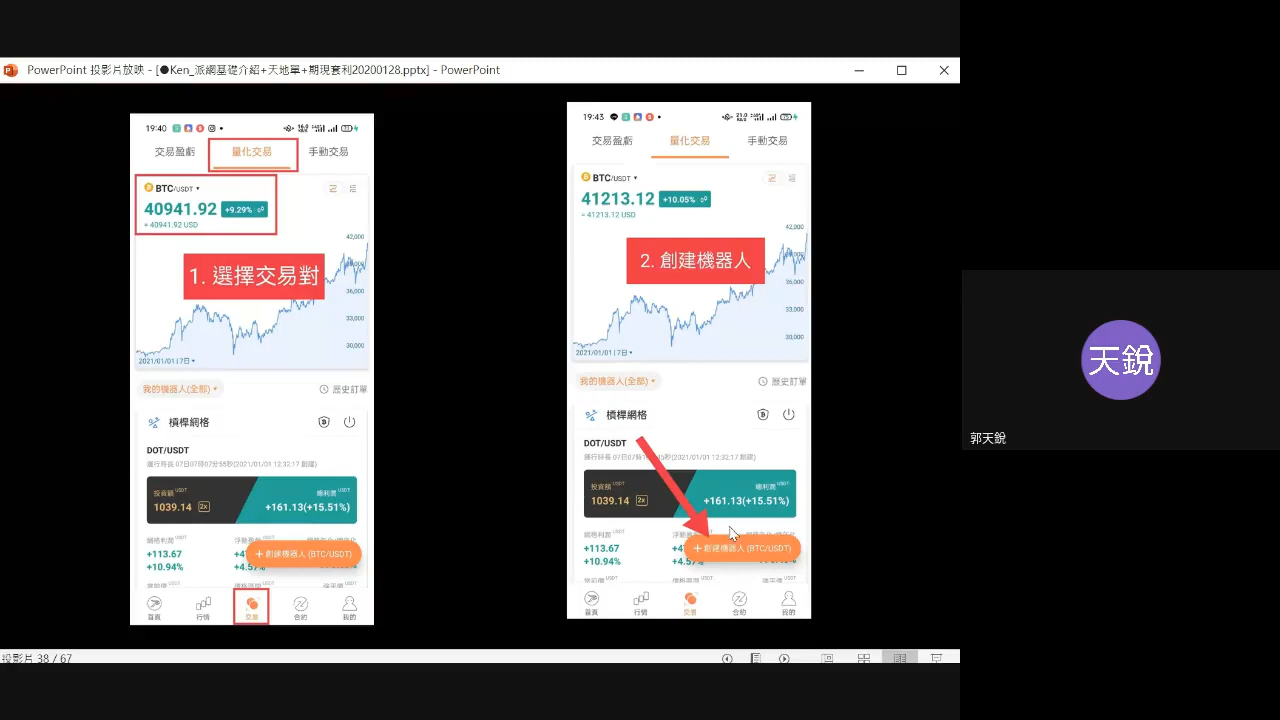 PowerPoint 投影片放映 - [●Ken_派網基礎介紹+天地單+期現套利20200128.pptx] - PowerPoint
19:40
交易盈虧 量化交易 手動交易
BTC/USDT
40941.92 +9.29%
≈ 40941.92 USD
42,000
1. 選擇交易對
36,000
33,000
30,000
2021/01/01 | 7日
我的機器人(全部) 歷史訂單
槓桿網格
DOT/USDT
投資額 USDT 總利潤 USDT
1039.14 2x +161.13(+15.51%)
網格利潤 USDT
+113.67
+10.94% +4.57%
+ 創建機器人 (BTC/USDT)
首頁 行情 交易 合約 我的
19:43
交易盈虧 量化交易 手動交易
BTC/USDT
41213.12 +10.05%
≈ 41213.12 USD
42,000
2. 創建機器人
36,000
33,000
30,000
2021/01/01 | 7日
我的機器人(全部) 歷史訂單
槓桿網格
DOT/USDT
投資額 USDT 總利潤 USDT
1039.14 2x +161.13(+15.51%)
網格利潤 USDT
+113.67
+10.94%
+ 創建機器人 (BTC/USDT)
首頁 行情 交易 合約 我的
投影片 38 / 67
天銳
郭天銳